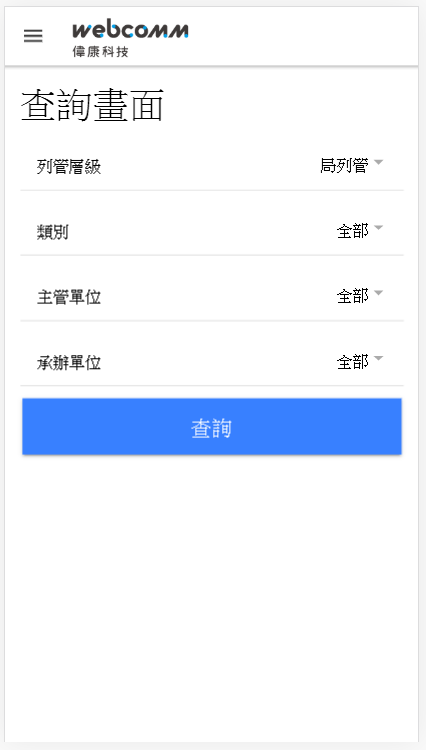 webcomm
偉康科技
查詢畫面
列管層級 局列管
類別 全部
主管單位 全部
承辦單位 全部
查詢